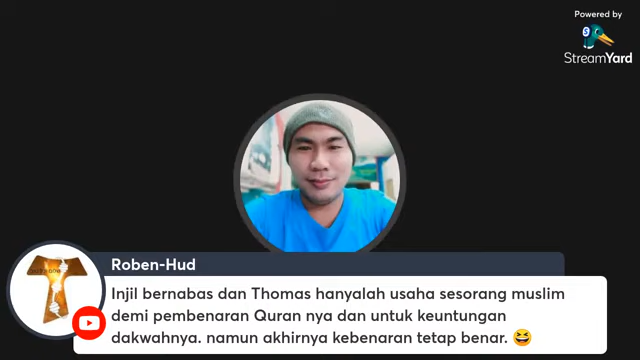 Powered by
StreamYard
Roben-Hud
Injil bernabas dan Thomas hanyalah usaha sesorang muslim
demi pembenaran Quran nya dan untuk keuntungan
dakwahnya. namun akhirnya kebenaran tetap benar. 😆